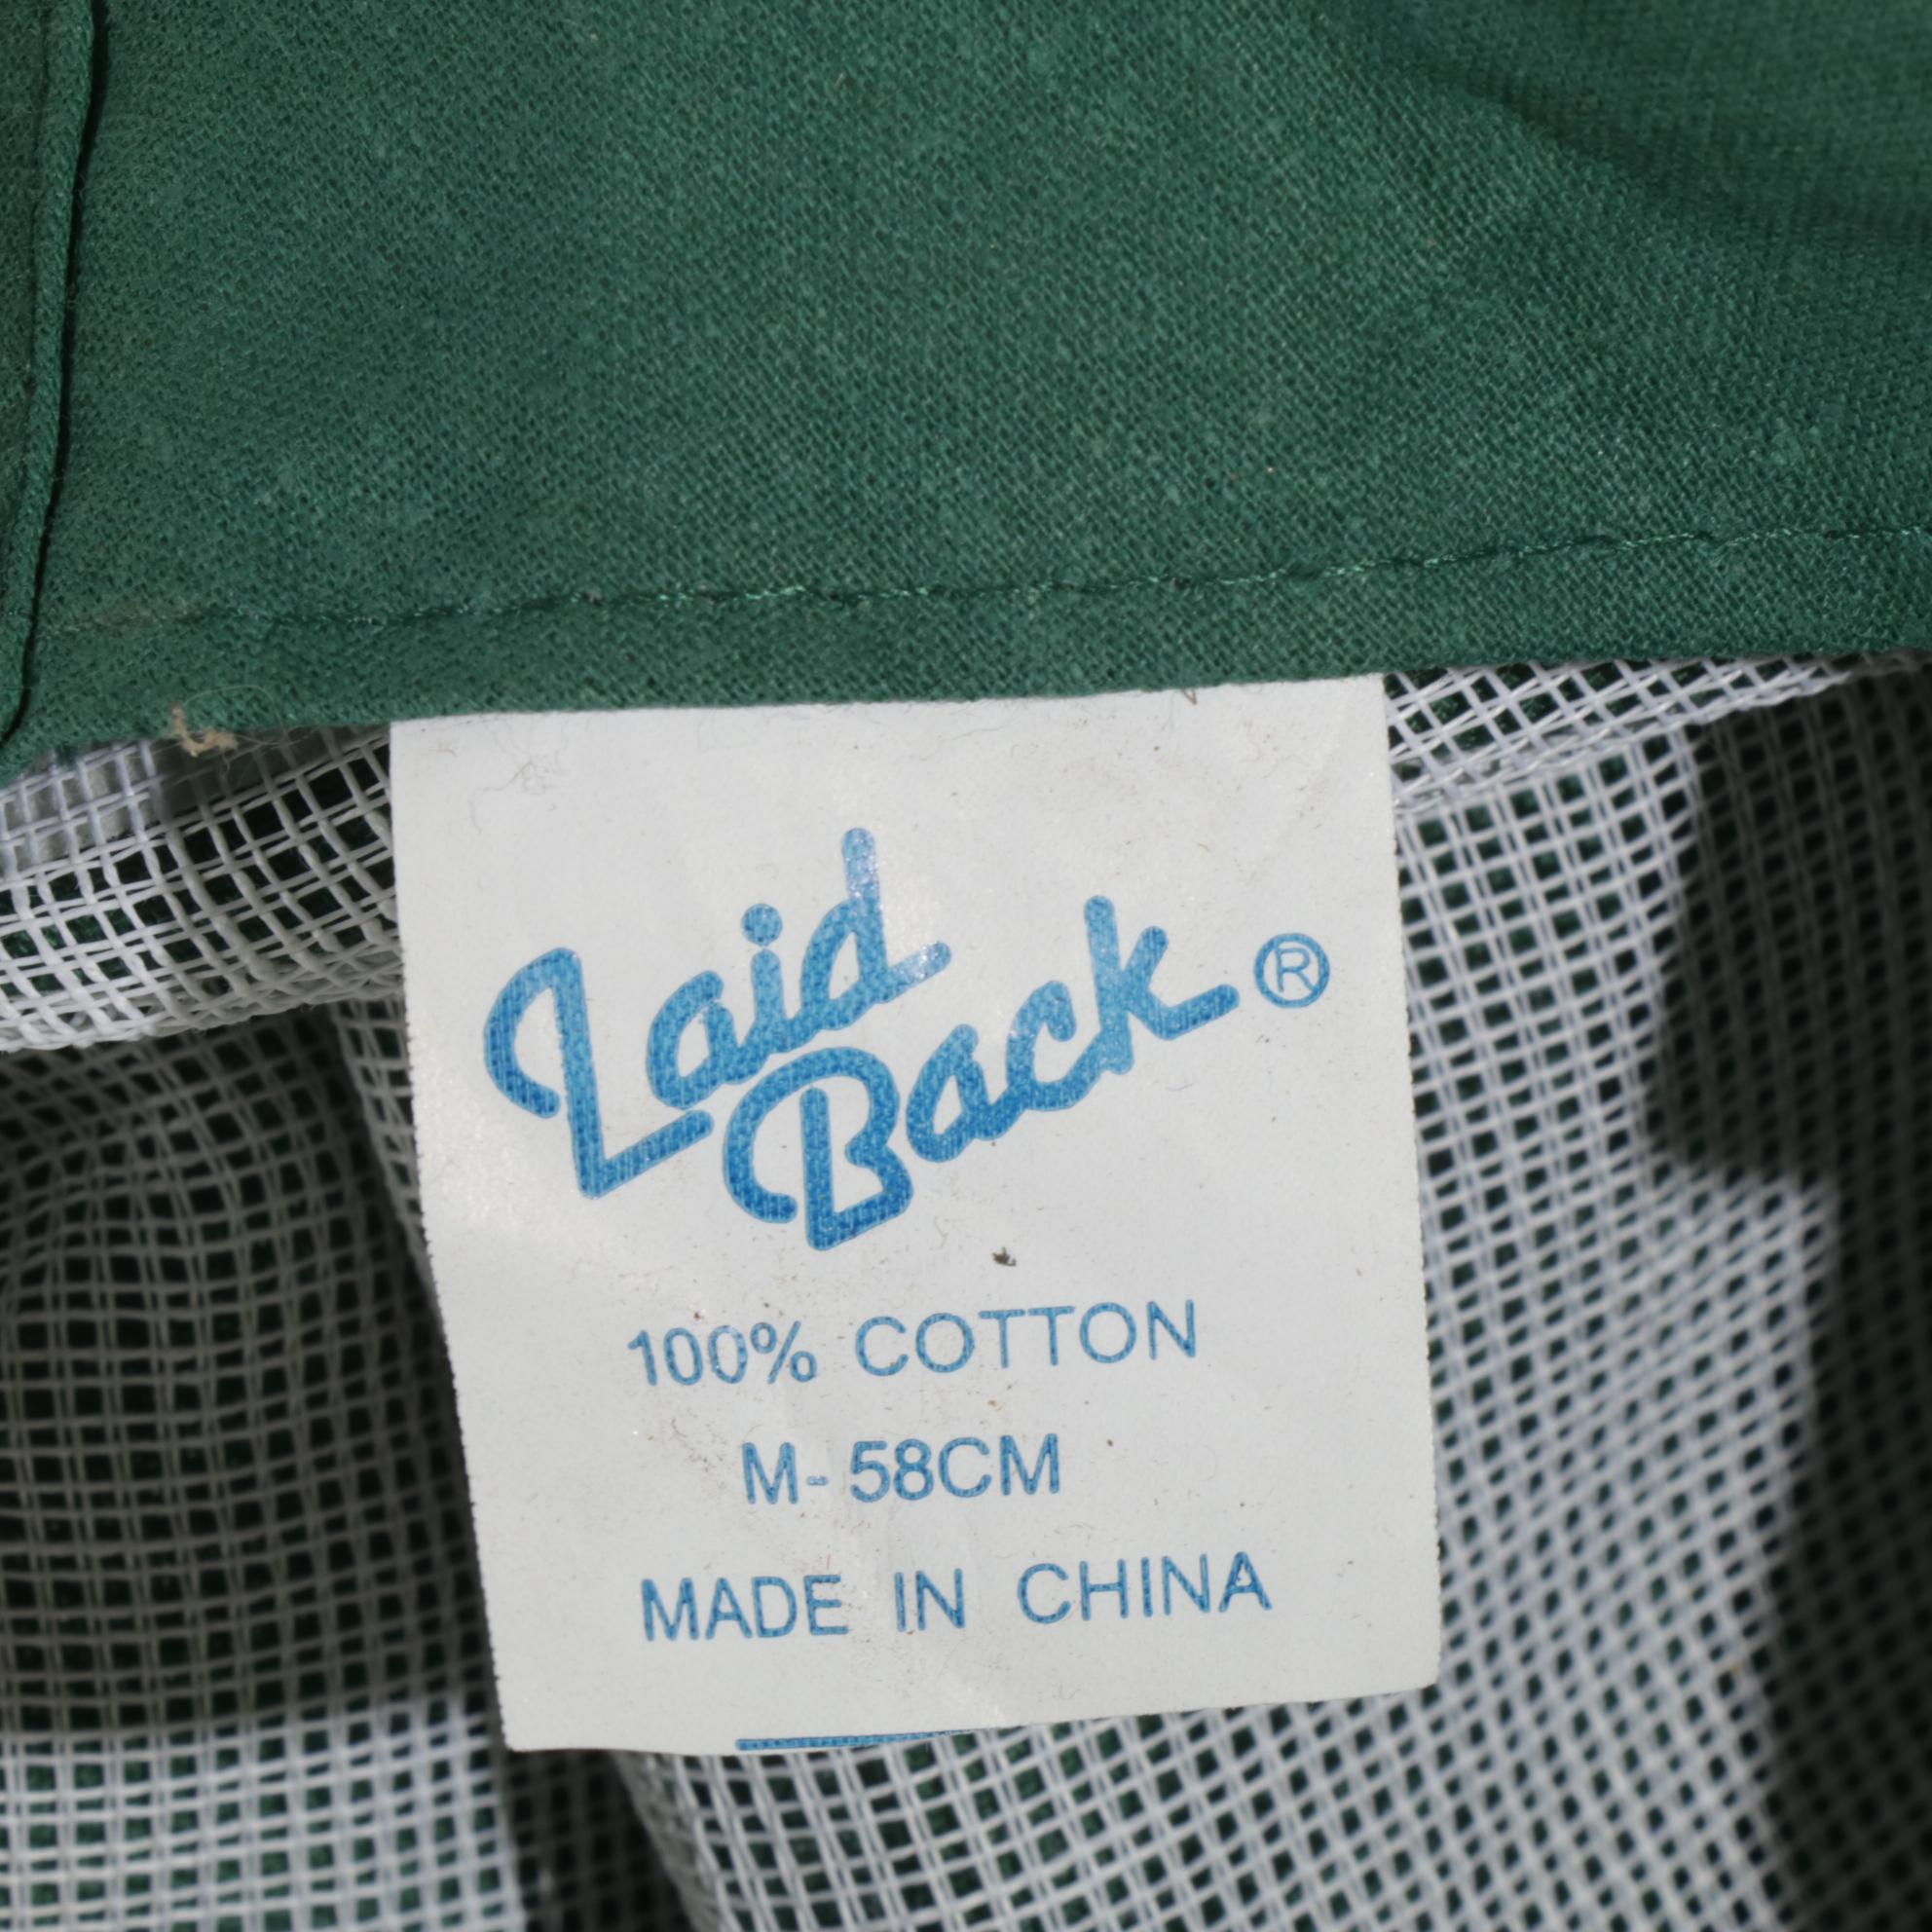 Laid
Back ®
100% COTTON
M-58CM
MADE IN CHINA